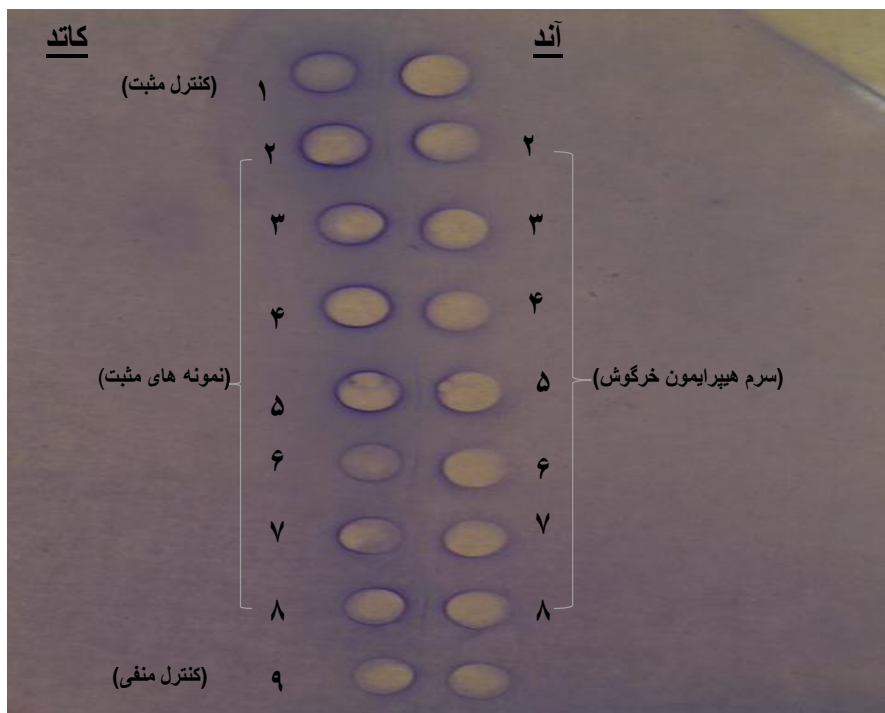 کاتد
آند
(کنترل مثبت) ۱
۲ ۲
۳ ۳
۴ ۴
(نمونه های مثبت) ۵ ۵ (سرم هیپرایمون خرگوش)
۶ ۶
۷ ۷
۸ ۸
(کنترل منفی) ۹